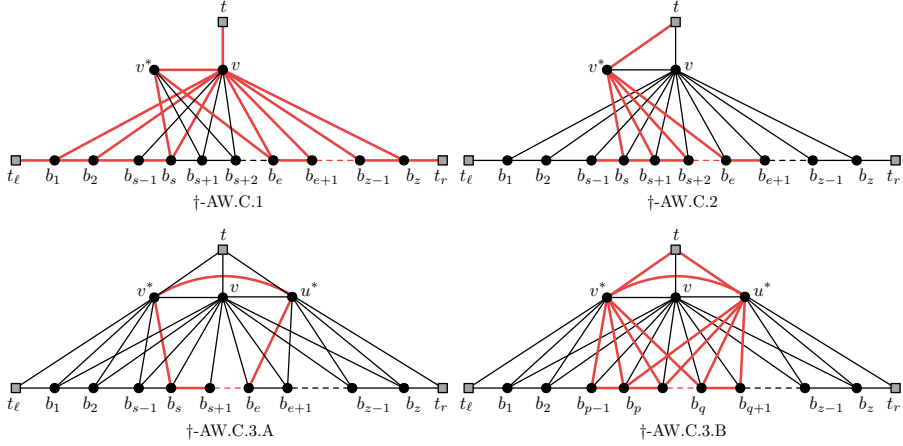 t t
v* v v* v
t_ℓ b_1 b_2 b_{s−1} b_s b_{s+1} b_{s+2} b_e b_{e+1} b_{z−1} b_z t_r t_ℓ b_1 b_2 b_{s−1} b_s b_{s+1} b_{s+2} b_e b_{e+1} b_{z−1} b_z t_r
†-AW.C.1 †-AW.C.2
t t
v* v u* v* v u*
t_ℓ b_1 b_2 b_{s−1} b_s b_{s+1} b_e b_{e+1} b_{z−1} b_z t_r t_ℓ b_1 b_2 b_{p−1} b_p b_q b_{q+1} b_{z−1} b_z t_r
†-AW.C.3.A †-AW.C.3.B